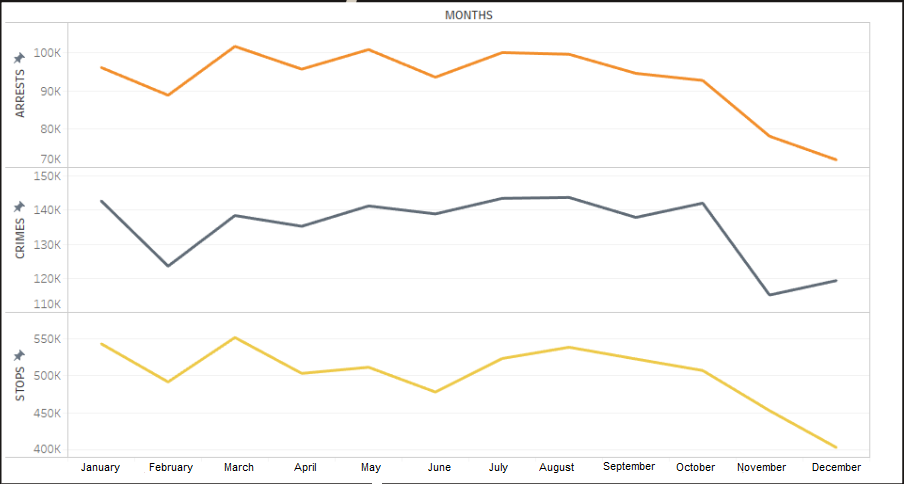 MONTHS
ARRESTS
100K
90K
80K
70K
CRIMES
150K
140K
130K
120K
110K
STOPS
550K
500K
450K
400K
January February March April May June July August September October November December